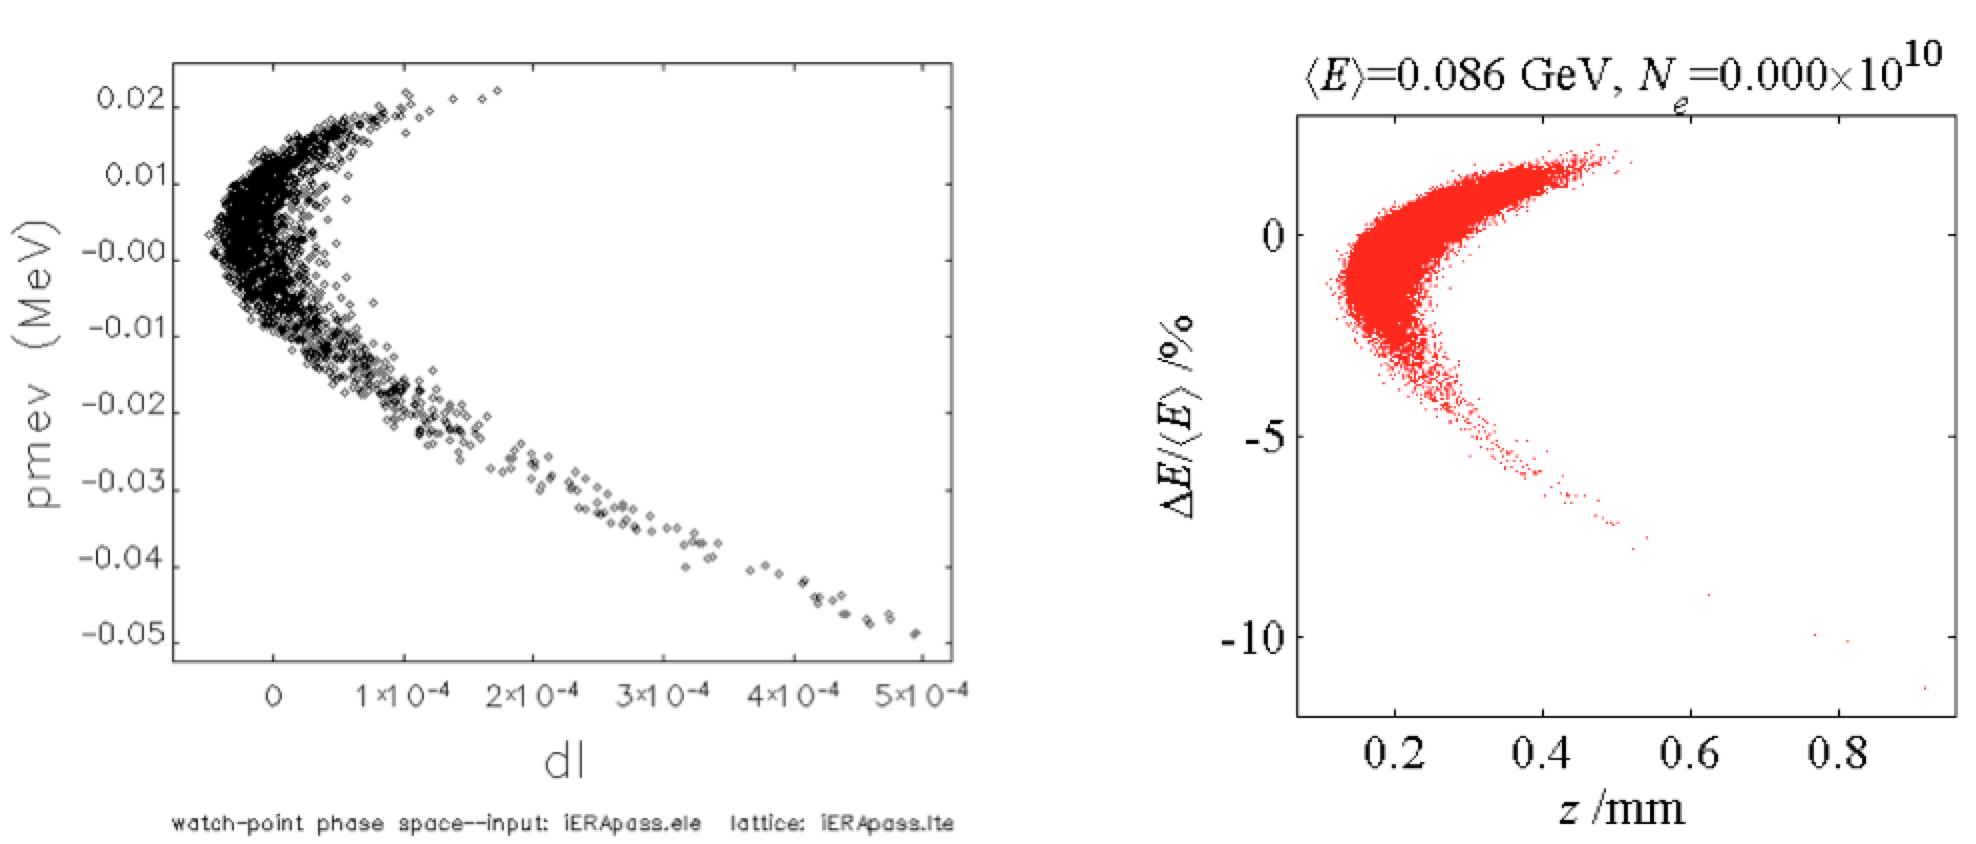 0.02
0.01
-0.00
-0.01
-0.02
-0.03
-0.04
-0.05
pmev (MeV)
0 1×10-4 2×10-4 3×10-4 4×10-4 5×10-4
dl
watch-point phase space--input: iERApass.ele lattice: iERApass.lte
⟨E⟩=0.086 GeV, Ne=0.000×10^10
0
-5
-10
ΔE/⟨E⟩ /%
0.2 0.4 0.6 0.8
z /mm